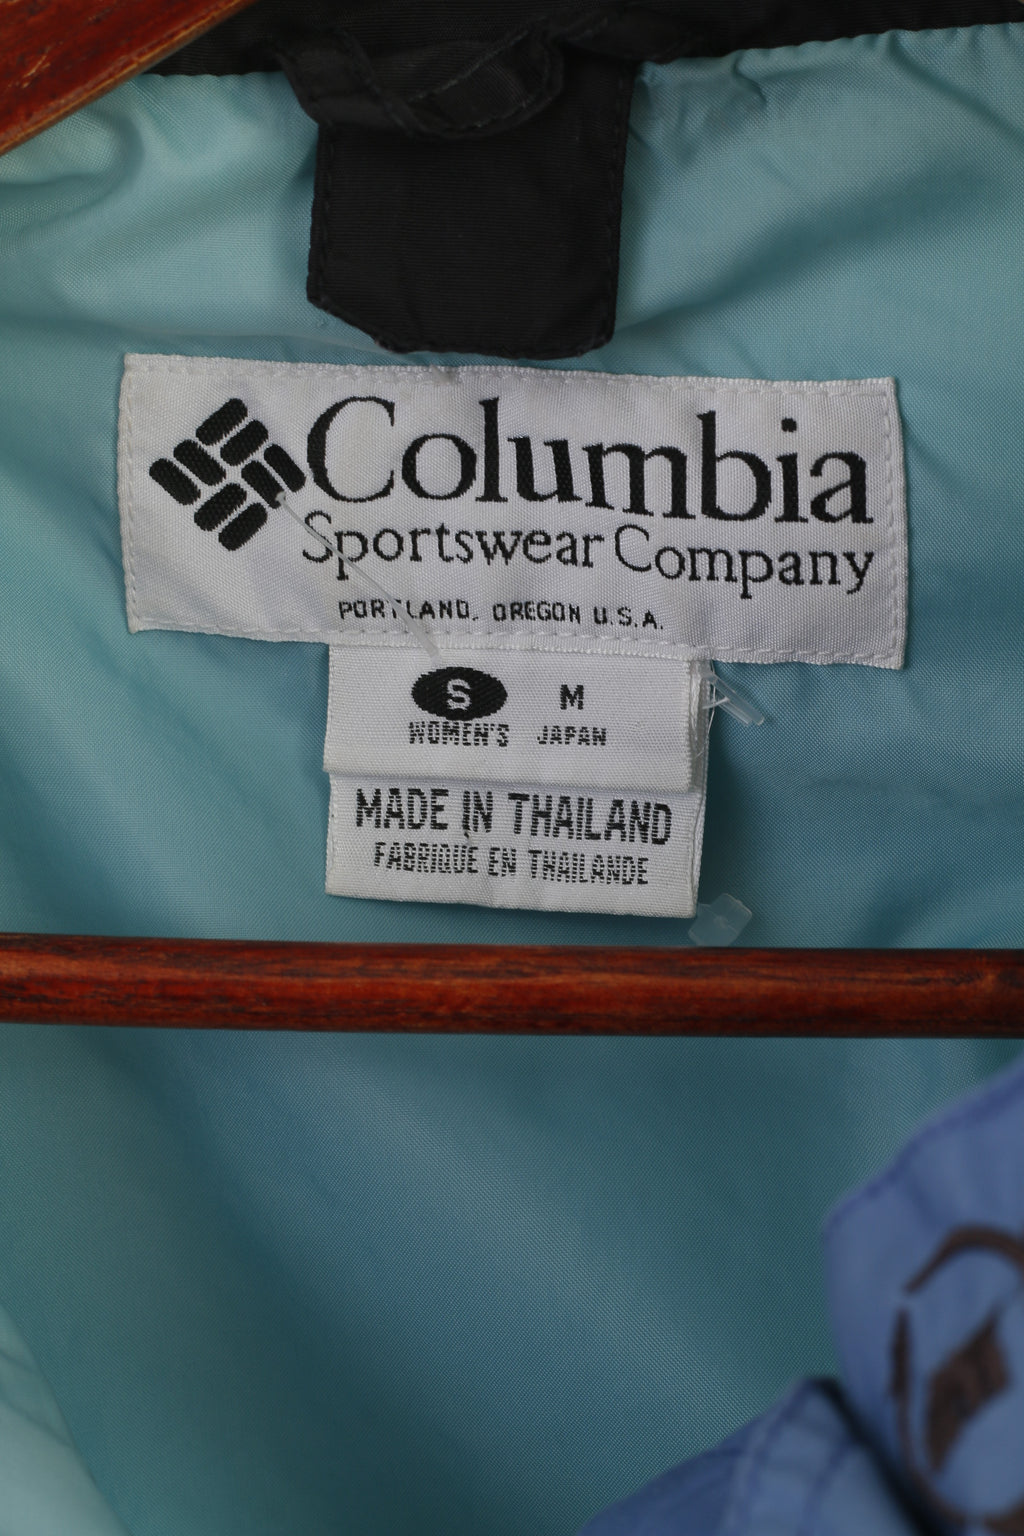 Columbia
Sportswear Company
PORTLAND, OREGON U.S.A.
S M
WOMEN'S JAPAN
MADE IN THAILAND
FABRIQUE EN THAILANDE